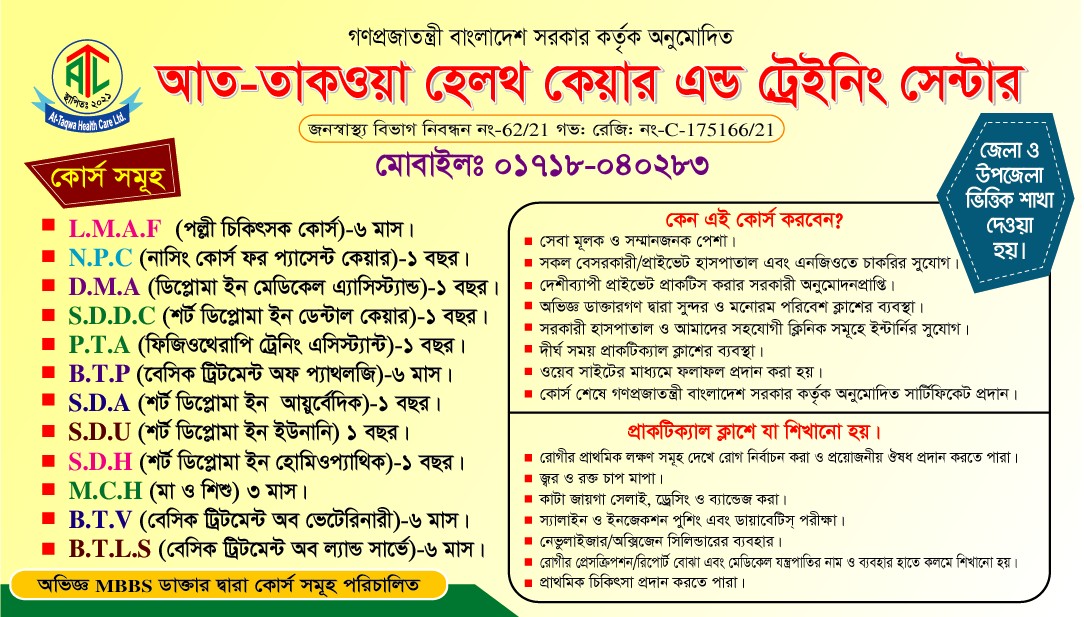 গণপ্রজাতন্ত্রী বাংলাদেশ সরকার কর্তৃক অনুমোদিত
আত-তাকওয়া হেলথ কেয়ার এন্ড ট্রেইনিং সেন্টার
ATC
স্থাপিতঃ ২০২১
At-Taqwa Health Care Ltd.
জনস্বাস্থ্য বিভাগ নিবন্ধন নং-62/21 গভঃ রেজিঃ নং-C-175166/21
মোবাইলঃ ০১৭১৮-০৪০২৮৩
জেলা ও
উপজেলা
ভিত্তিক শাখা
দেওয়া
হয়।
কোর্স সমূহ
L.M.A.F (পল্লী চিকিৎসক কোর্স)-৬ মাস।
N.P.C (নাসিং কোর্স ফর প্যাসেন্ট কেয়ার)-১ বছর।
D.M.A (ডিপ্লোমা ইন মেডিকেল এ্যাসিস্ট্যান্ড)-১ বছর।
S.D.D.C (শর্ট ডিপ্লোমা ইন ডেন্টাল কেয়ার)-১ বছর।
P.T.A (ফিজিওথেরাপি ট্রেনিং এসিস্ট্যান্ট)-১ বছর।
B.T.P (বেসিক ট্রিটমেন্ট অফ প্যাথলজি)-৬ মাস।
S.D.A (শর্ট ডিপ্লোমা ইন আয়ুর্বেদিক)-১ বছর।
S.D.U (শর্ট ডিপ্লোমা ইন ইউনানি) ১ বছর।
S.D.H (শর্ট ডিপ্লোমা ইন হোমিওপ্যাথিক)-১ বছর।
M.C.H (মা ও শিশু) ৩ মাস।
B.T.V (বেসিক ট্রিটমেন্ট অব ভেটেরিনারী)-৬ মাস।
B.T.L.S (বেসিক ট্রিটমেন্ট অব ল্যান্ড সার্ভে)-৬ মাস।
অভিজ্ঞ MBBS ডাক্তার দ্বারা কোর্স সমূহ পরিচালিত
কেন এই কোর্স করবেন?
সেবা মূলক ও সম্মানজনক পেশা।
সকল বেসরকারী/প্রাইভেট হাসপাতাল এবং এনজিওতে চাকরির সুযোগ।
দেশীব্যাপী প্রাইভেট প্রাকটিস করার সরকারী অনুমোদনপ্রাপ্তি।
অভিজ্ঞ ডাক্তারগণ দ্বারা সুন্দর ও মনোরম পরিবেশ ক্লাশের ব্যবস্থা।
সরকারী হাসপাতাল ও আমাদের সহযোগী ক্লিনিক সমূহে ইন্টার্নির সুযোগ।
দীর্ঘ সময় প্রাকটিক্যাল ক্লাশের ব্যবস্থা।
ওয়েব সাইটের মাধ্যমে ফলাফল প্রদান করা হয়।
কোর্স শেষে গণপ্রজাতন্ত্রী বাংলাদেশ সরকার কর্তৃক অনুমোদিত সার্টিফিকেট প্রদান।
প্রাকটিক্যাল ক্লাশে যা শিখানো হয়।
রোগীর প্রাথমিক লক্ষণ সমূহ দেখে রোগ নির্বাচন করা ও প্রয়োজনীয় ঔষধ প্রদান করতে পারা।
জ্বর ও রক্ত চাপ মাপা।
কাটা জায়গা সেলাই, ড্রেসিং ও ব্যান্ডেজ করা।
স্যালাইন ও ইনজেকশন পুশিং এবং ডায়াবেটিস্ পরীক্ষা।
নেভুলাইজার/অক্সিজেন সিলিন্ডারের ব্যবহার।
রোগীর প্রেসক্রিপশন/রিপোর্ট বোঝা এবং মেডিকেল যন্ত্রপাতির নাম ও ব্যবহার হাতে কলমে শিখানো হয়।
প্রাথমিক চিকিৎসা প্রদান করতে পারা।